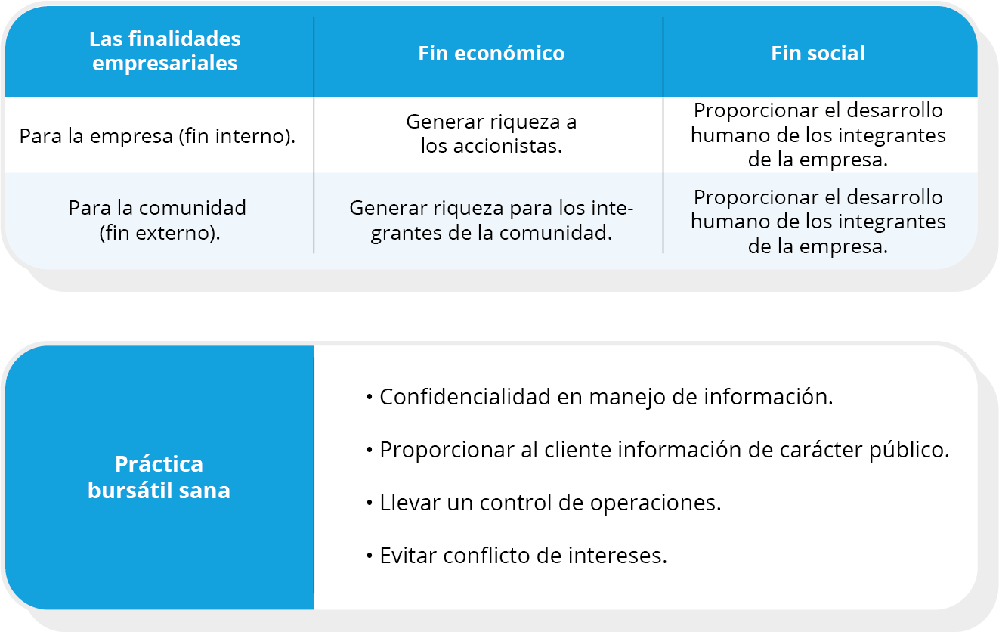 Las finalidades
empresariales
Fin económico
Fin social
Para la empresa (fin interno).
Generar riqueza a
los accionistas.
Proporcionar el desarrollo
humano de los integrantes
de la empresa.
Para la comunidad
(fin externo).
Generar riqueza para los inte-
grantes de la comunidad.
Proporcionar el desarrollo
humano de los integrantes
de la empresa.
Práctica
bursátil sana
• Confidencialidad en manejo de información.
• Proporcionar al cliente información de carácter público.
• Llevar un control de operaciones.
• Evitar conflicto de intereses.